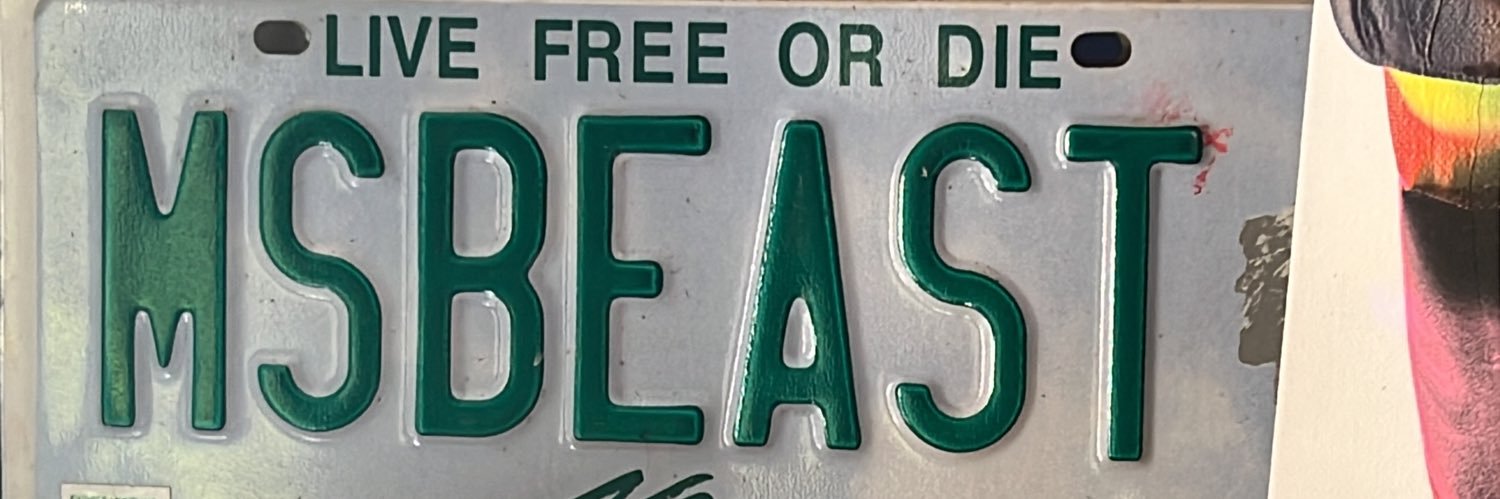 LIVE FREE OR DIE
MSBEAST